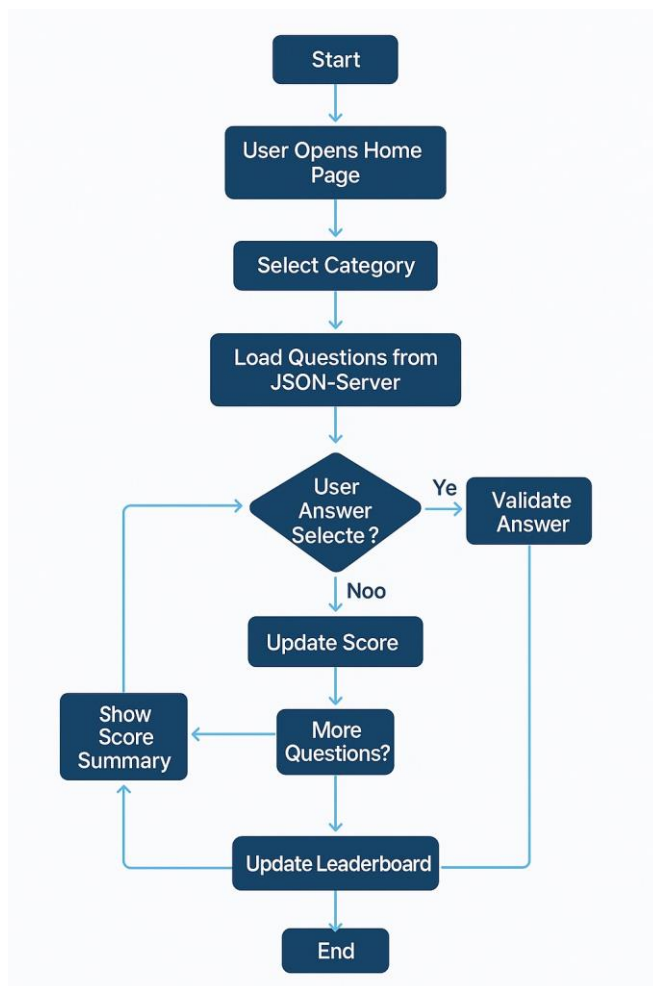 Start
User Opens Home
Page
Select Category
Load Questions from
JSON-Server
User
Answer
Selecte ?
Ye
Validate
Answer
Noo
Update Score
Show
Score
Summary
More
Questions?
Update Leaderboard
End